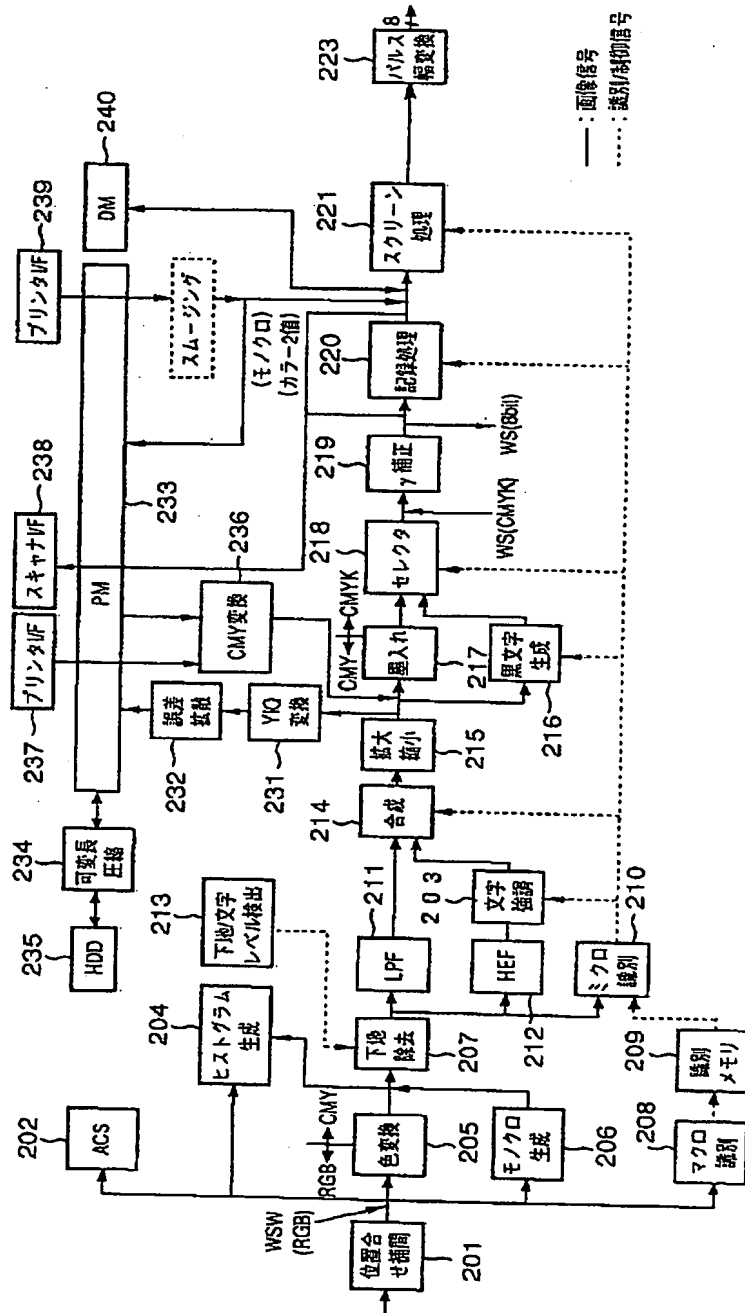 237
プリンタI/F
238
スキャナI/F
239
プリンタI/F
240
DM
234
可変長
圧縮
235
HDD
PM
233
スムージング
(モノクロ)
(カラー2値)
232
誤差
拡散
231
YIQ
変換
236
CMY変換
202
ACS
204
ヒストグラム
生成
213
下地/文字
レベル検出
201
位置合
せ補間
WSW
(RGB)
RGB
CMY
205
色変換
206
モノクロ
生成
207
下地
除去
208
マクロ
識別
209
識別
メモリ
210
ミクロ
識別
211
LPF
212
HEF
203
文字
強調
214
合成
215
拡大
縮小
CMY
CMYK
217
墨入れ
216
黒文字
生成
218
セレクタ
WS(CMYK)
219
γ補正
WS(8bit)
220
記録処理
221
スクリーン
処理
223
パルス
幅変換
8
:画像信号
:識別/制御信号